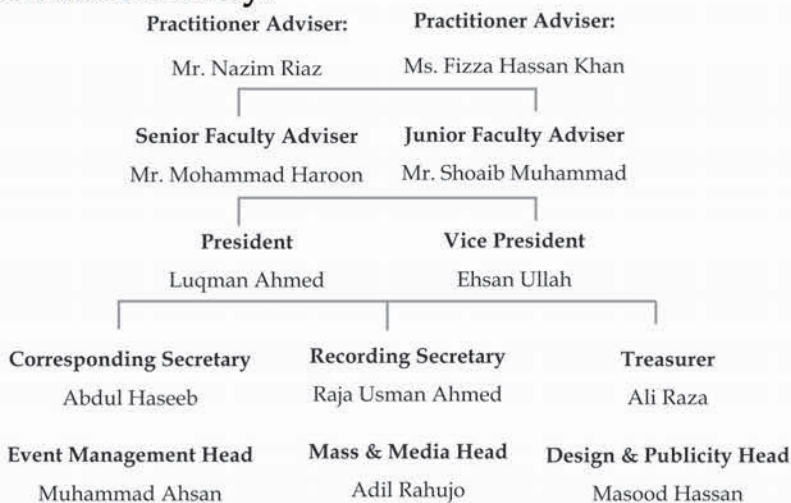 Practitioner Adviser: Practitioner Adviser:
Mr. Nazim Riaz Ms. Fizza Hassan Khan
Senior Faculty Adviser Junior Faculty Adviser
Mr. Mohammad Haroon Mr. Shoaib Muhammad
President Vice President
Luqman Ahmed Ehsan Ullah
Corresponding Secretary Recording Secretary Treasurer
Abdul Haseeb Raja Usman Ahmed Ali Raza
Event Management Head Mass & Media Head Design & Publicity Head
Muhammad Ahsan Adil Rahujo Masood Hassan